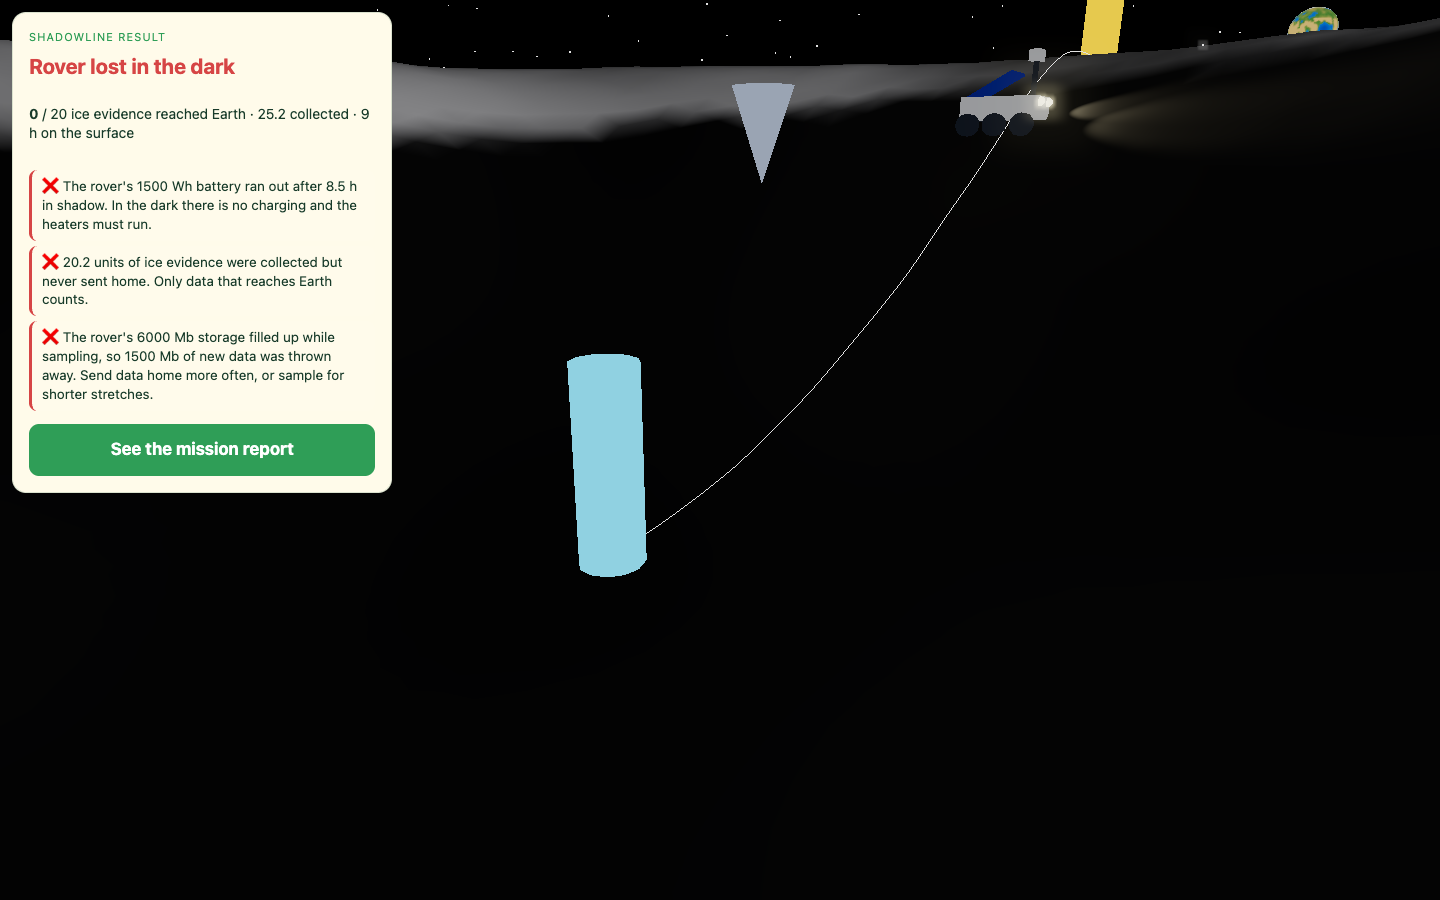 SHADOWLINE RESULT
Rover lost in the dark
0 / 20 ice evidence reached Earth · 25.2 collected · 9
h on the surface
❌ The rover's 1500 Wh battery ran out after 8.5 h
in shadow. In the dark there is no charging and the
heaters must run.
❌ 20.2 units of ice evidence were collected but
never sent home. Only data that reaches Earth
counts.
❌ The rover's 6000 Mb storage filled up while
sampling, so 1500 Mb of new data was thrown
away. Send data home more often, or sample for
shorter stretches.
See the mission report